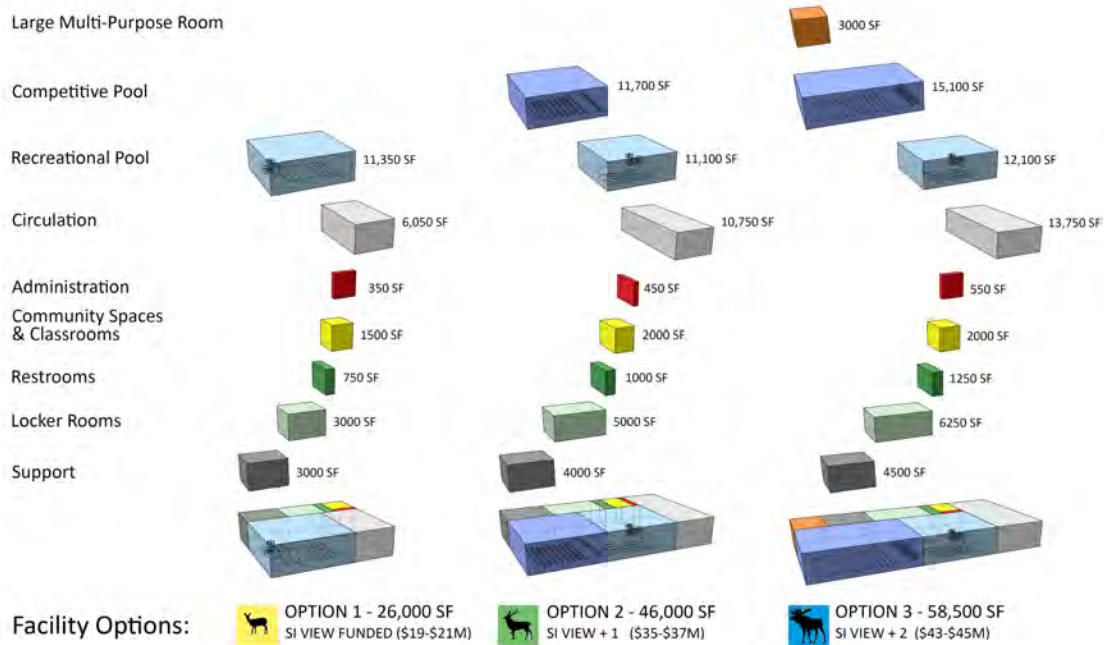 Large Multi-Purpose Room
3000 SF
Competitive Pool
11,700 SF
15,100 SF
Recreational Pool
11,350 SF
11,100 SF
12,100 SF
Circulation
6,050 SF
10,750 SF
13,750 SF
Administration
350 SF
450 SF
550 SF
Community Spaces
& Classrooms
1500 SF
2000 SF
2000 SF
Restrooms
750 SF
1000 SF
1250 SF
Locker Rooms
3000 SF
5000 SF
6250 SF
Support
3000 SF
4000 SF
4500 SF
Facility Options:
OPTION 1 - 26,000 SF
SI VIEW FUNDED ($19-$21M)
OPTION 2 - 46,000 SF
SI VIEW + 1 ($35-$37M)
OPTION 3 - 58,500 SF
SI VIEW + 2 ($43-$45M)